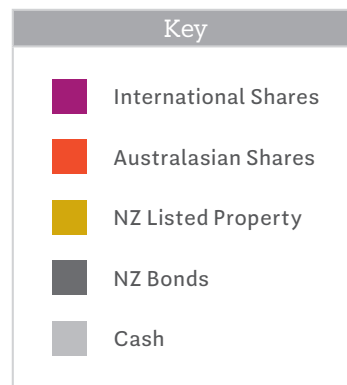 Key
International Shares
Australasian Shares
NZ Listed Property
NZ Bonds
Cash